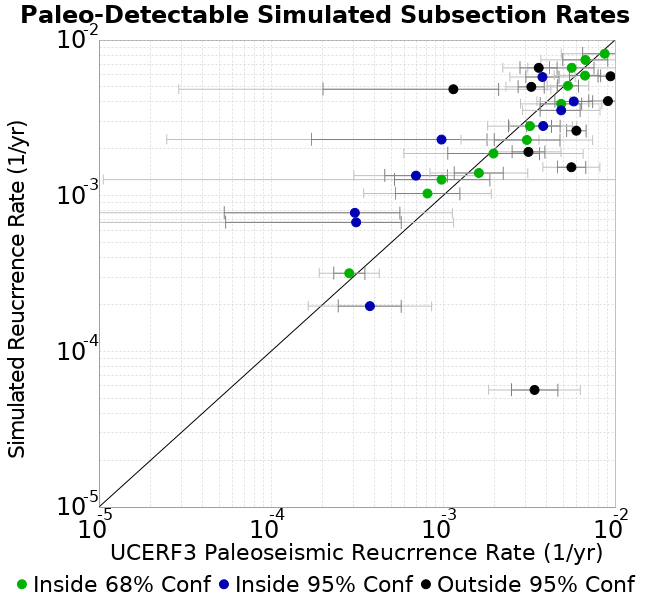 Paleo-Detectable Simulated Subsection Rates
10-2
10-3
10-4
10-5
Simulated Reucrrence Rate (1/yr)
10-5 10-4 10-3 10-2
UCERF3 Paleoseismic Reucrrence Rate (1/yr)
Inside 68% Conf Inside 95% Conf Outside 95% Conf